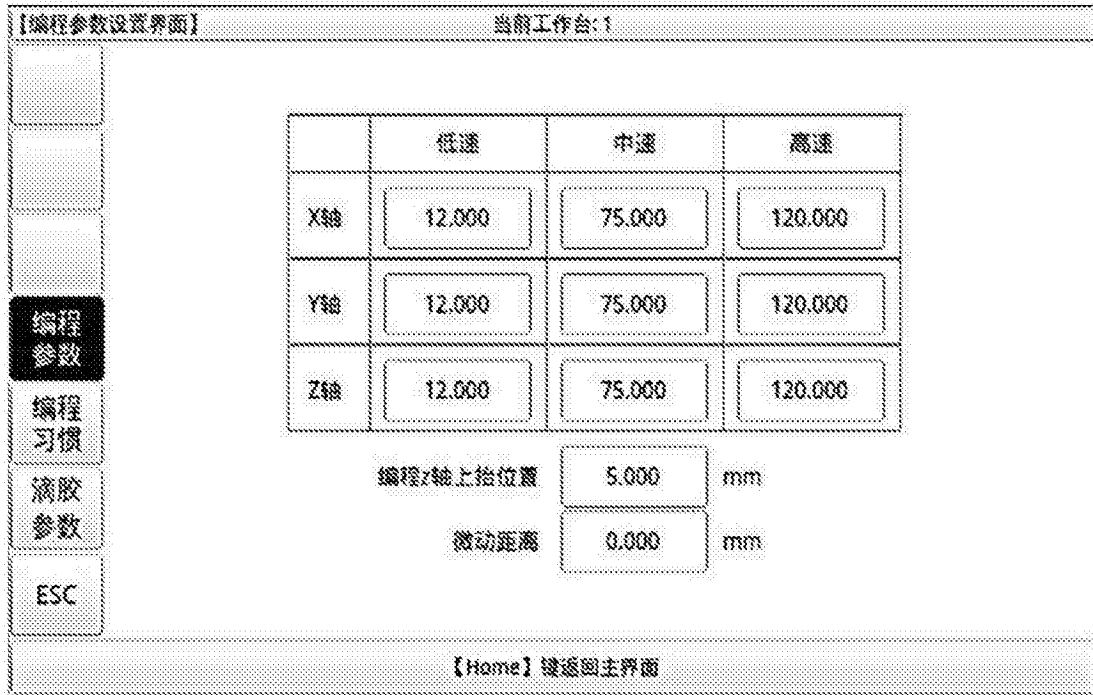 【编程参数设置界面】 当前工作台:1
低速 中速 高速
X轴 12.000 75.000 120.000
Y轴 12.000 75.000 120.000
Z轴 12.000 75.000 120.000
编程z轴上抬位置 5.000 mm
微动距离 0.000 mm
编程
参数
编程
习惯
滴胶
参数
ESC
【Home】键返回主界面